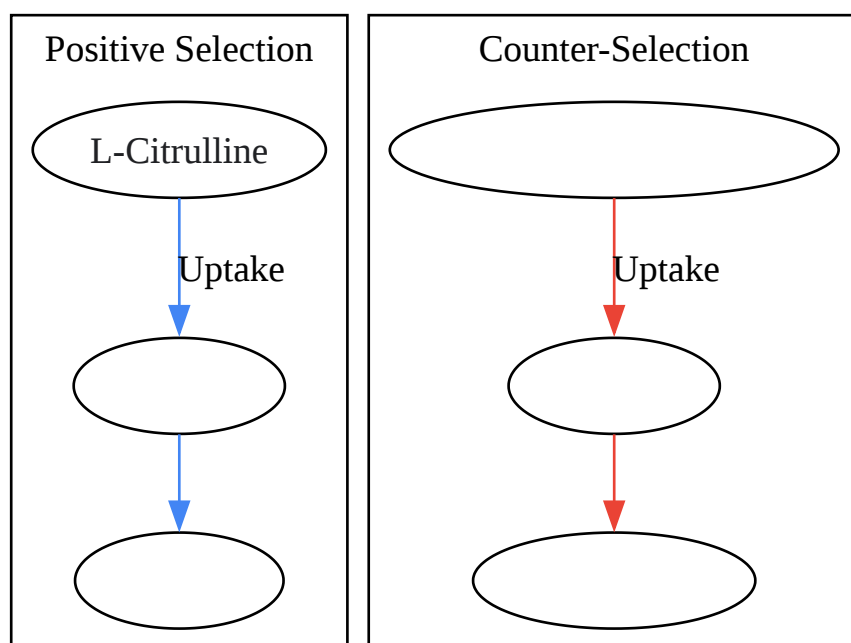 Positive Selection
L-Citrulline
Uptake
Counter-Selection
Uptake